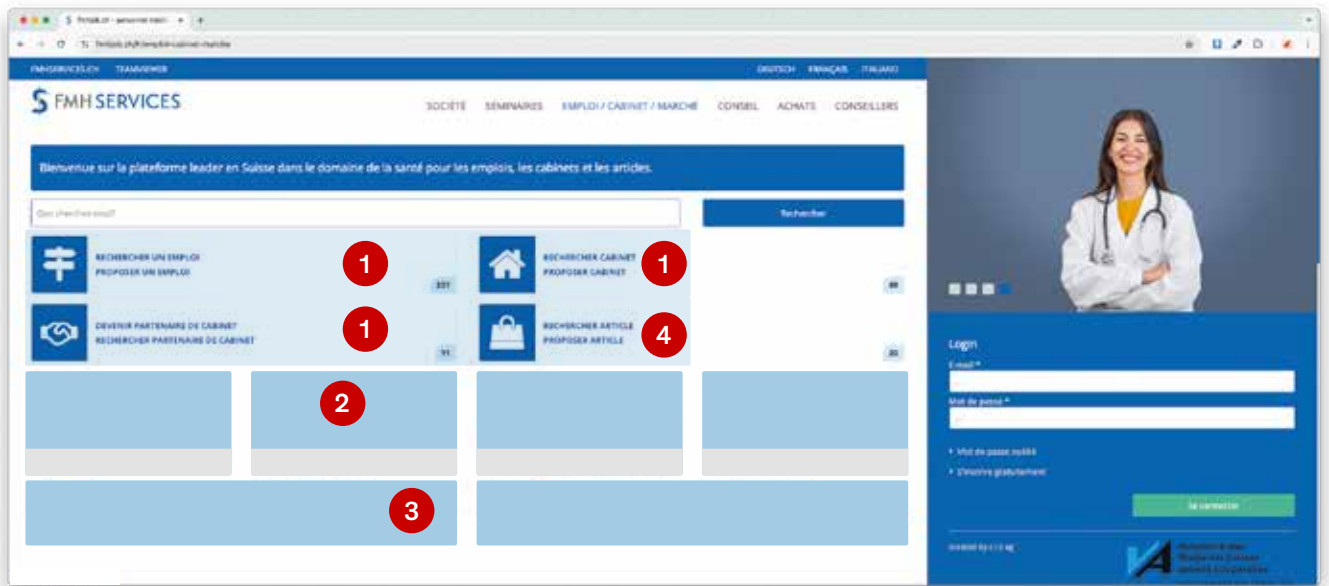 FMHSERVICES.CH TEAMVIEWER
DEUTSCH FRANÇAIS ITALIANO
FMH SERVICES
SOCIÉTÉ SÉMINAIRES EMPLOI / CABINET / MARCHÉ CONSEIL ACHATS CONSEILLERS
Bienvenue sur la plateforme leader en Suisse dans le domaine de la santé pour les emplois, les cabinets et les articles.
Que cherchez-vous?
Rechercher
RECHERCHER UN EMPLOI
PROPOSER UN EMPLOI
1
RECHERCHER CABINET
PROPOSER CABINET
1
DEVENIR PARTENAIRE DE CABINET
RECHERCHER PARTENAIRE DE CABINET
1
RECHERCHER ARTICLE
PROPOSER ARTICLE
4
2
3
Login
E-mail *
Mot de passe *
Mot de passe oublié
S'inscrire gratuitement
Se connecter